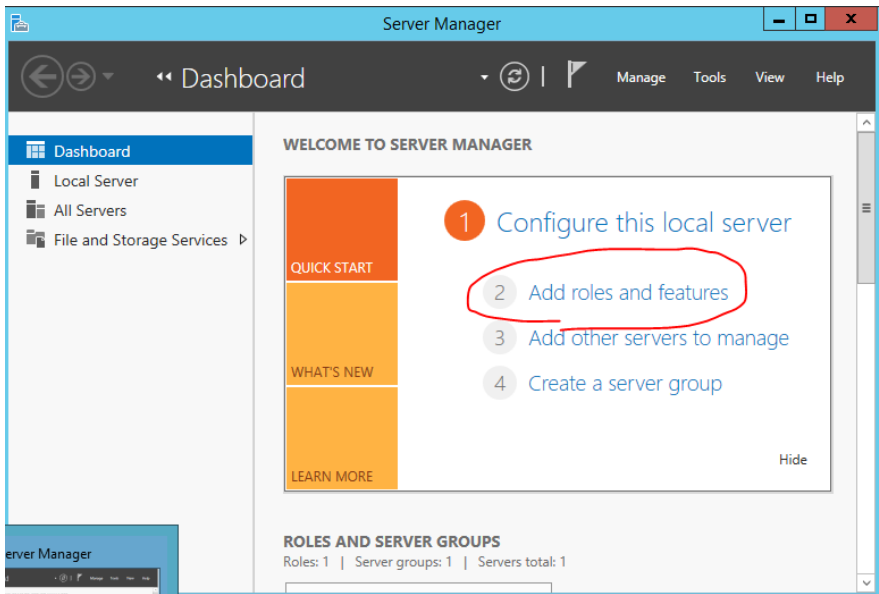 Server Manager
Dashboard
Manage Tools View Help
Dashboard
Local Server
All Servers
File and Storage Services
WELCOME TO SERVER MANAGER
QUICK START
WHAT'S NEW
LEARN MORE
1 Configure this local server
2 Add roles and features
3 Add other servers to manage
4 Create a server group
Hide
ROLES AND SERVER GROUPS
Roles: 1 | Server groups: 1 | Servers total: 1
erver Manager